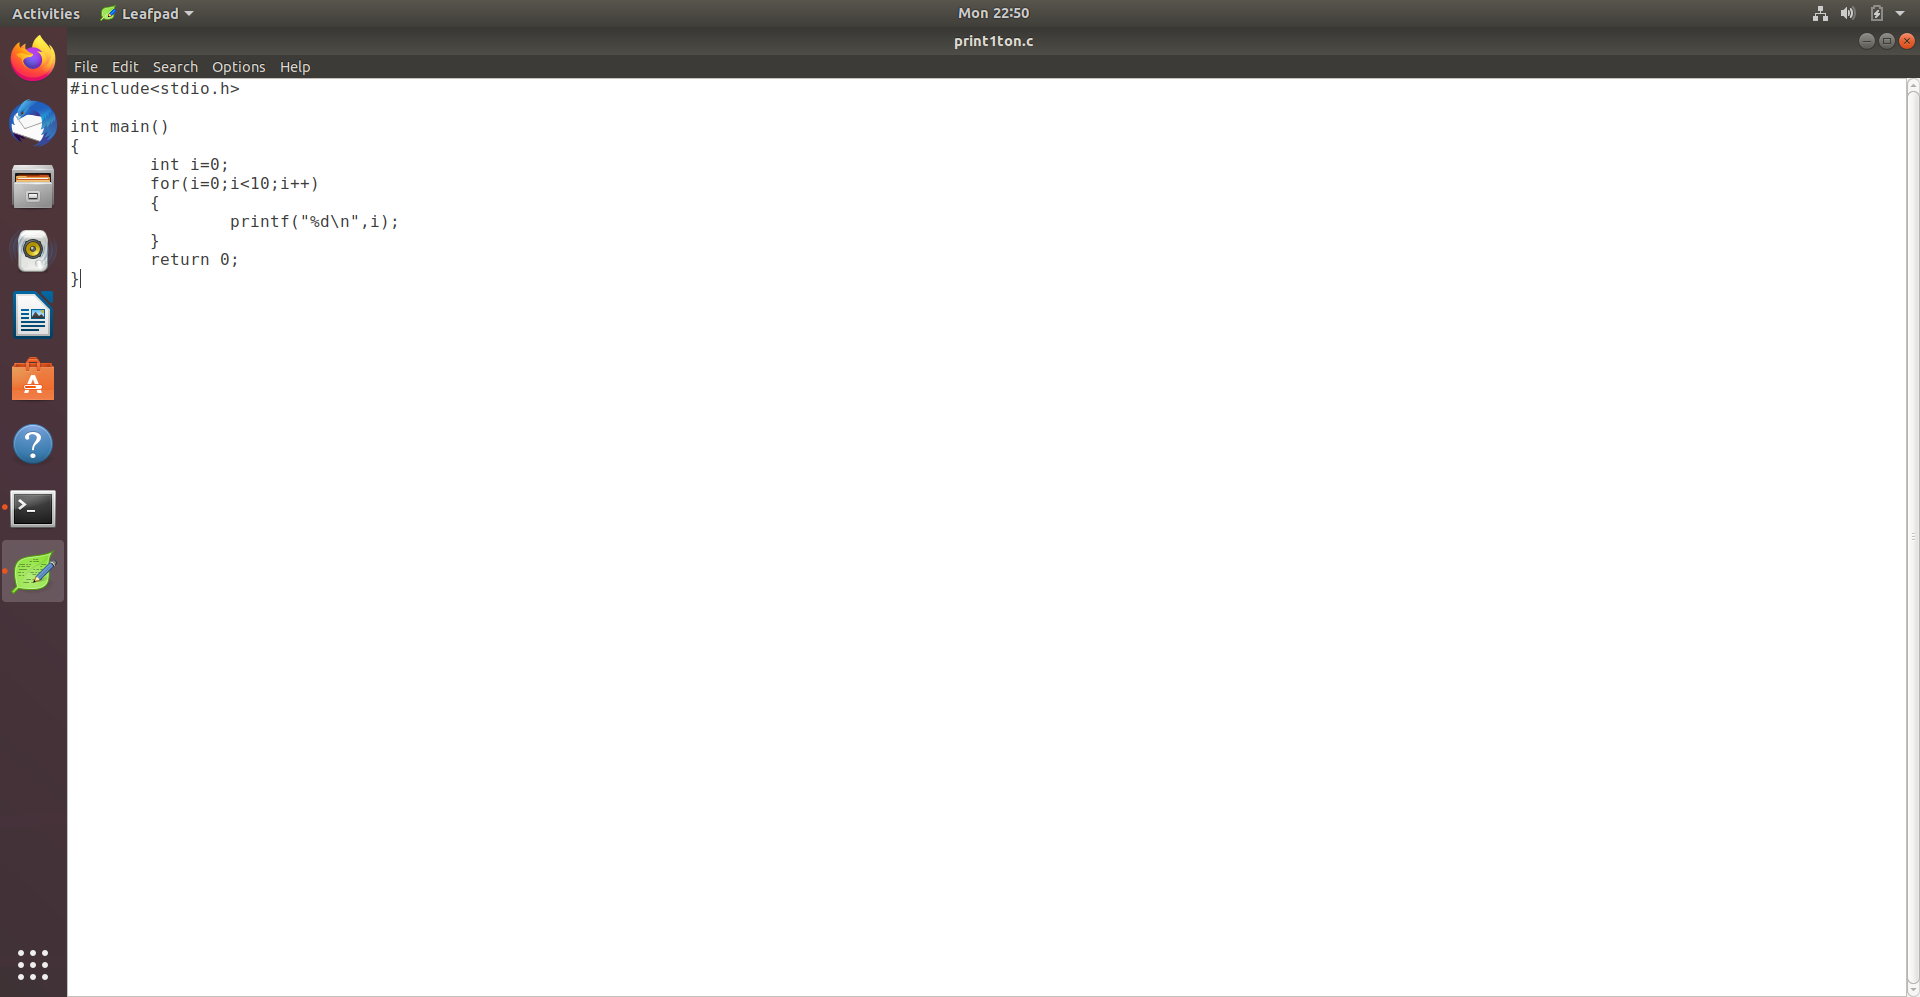 Activities Leafpad Mon 22:50
print1ton.c
File Edit Search Options Help
#include<stdio.h>

int main()
{
        int i=0;
        for(i=0;i<10;i++)
        {
                printf("%d\n",i);
        }
        return 0;
}